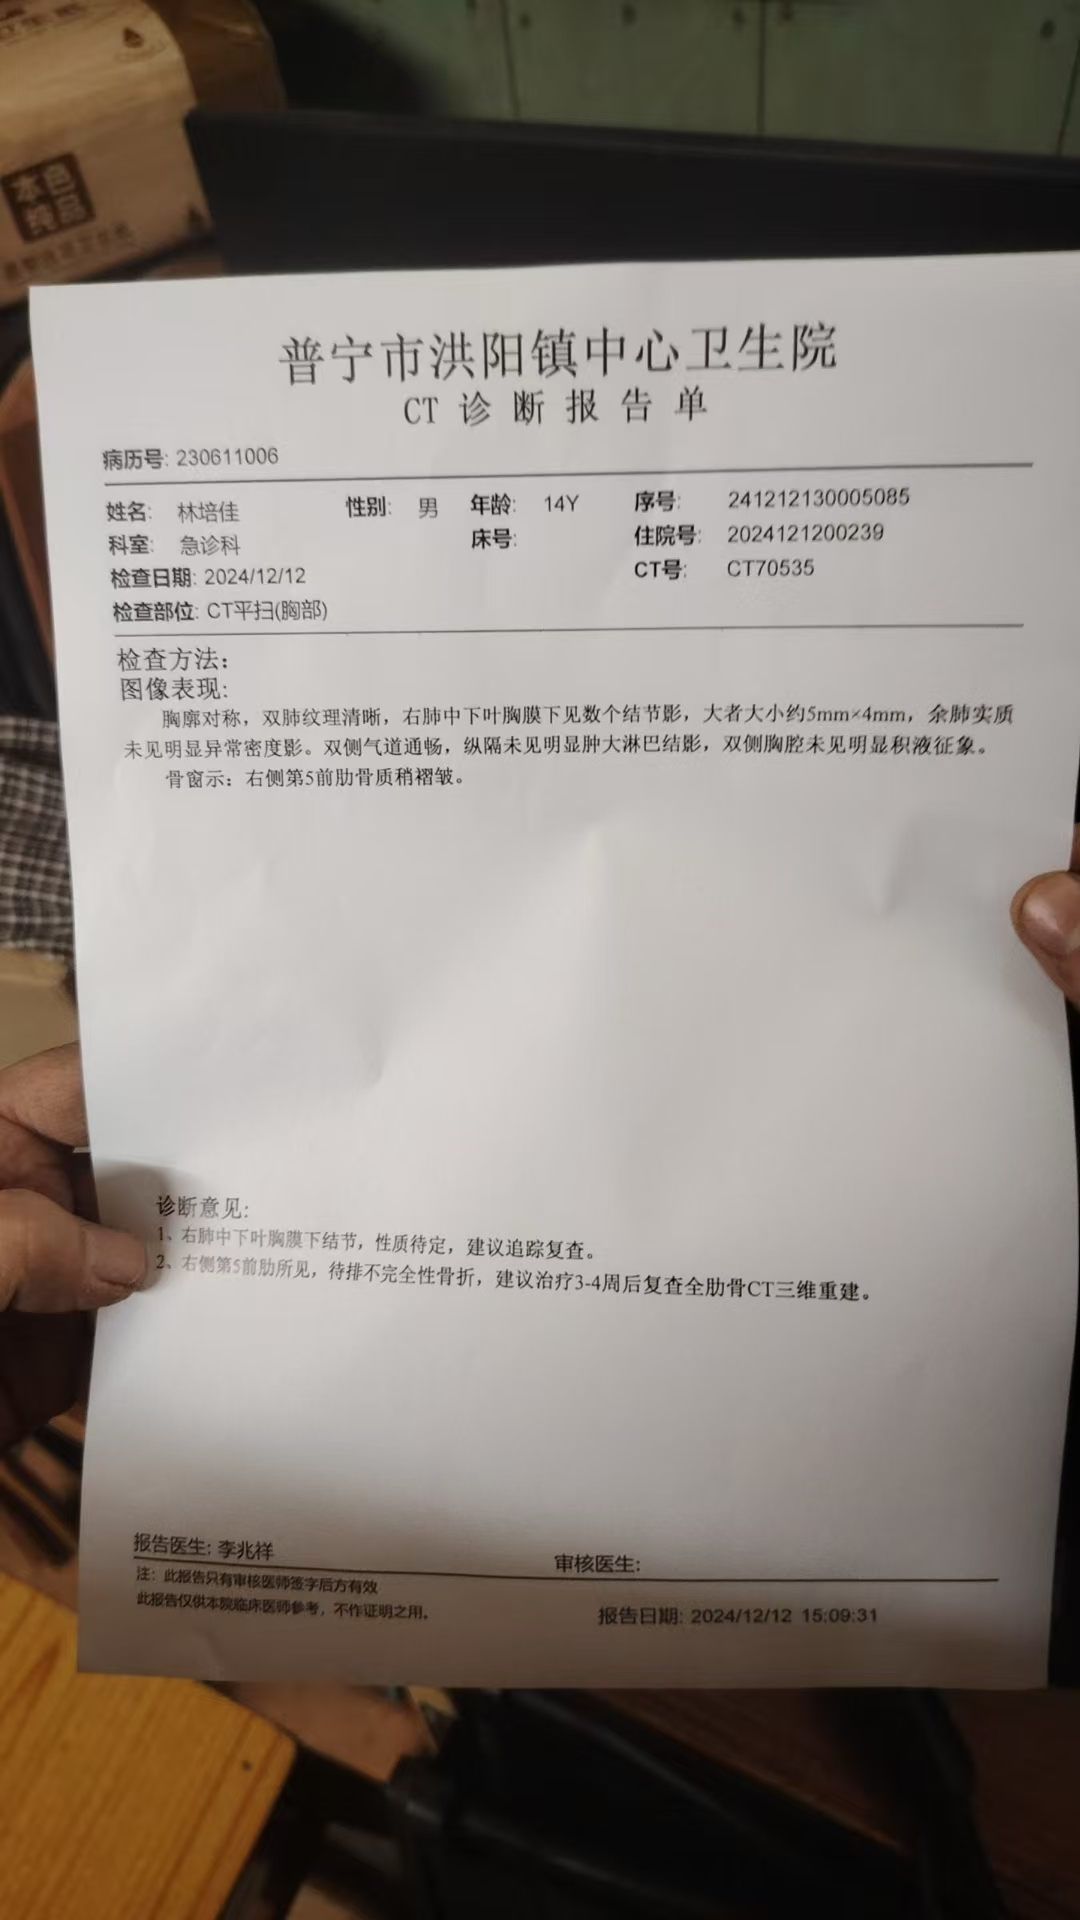 本色
纯品
普宁市洪阳镇中心卫生院
CT 诊 断 报 告 单
病历号: 230611006
姓名: 林培佳 性别: 男 年龄: 14Y 序号: 241212130005085
科室: 急诊科 床号: 住院号: 2024121200239
检查日期: 2024/12/12 CT号: CT70535
检查部位: CT平扫(胸部)
检查方法:
图像表现:
胸廓对称，双肺纹理清晰，右肺中下叶胸膜下见数个结节影，大者大小约5mm×4mm，余肺实质
未见明显异常密度影。双侧气道通畅，纵隔未见明显肿大淋巴结影，双侧胸腔未见明显积液征象。
骨窗示：右侧第5前肋骨质稍褶皱。
诊断意见:
1、右肺中下叶胸膜下结节，性质待定，建议追踪复查。
2、右侧第5前肋所见，待排不完全性骨折，建议治疗3-4周后复查全肋骨CT三维重建。
报告医生: 李兆祥 审核医生:
注: 此报告只有审核医师签字后方有效
此报告仅供本院临床医师参考，不作证明之用。 报告日期: 2024/12/12 15:09:31